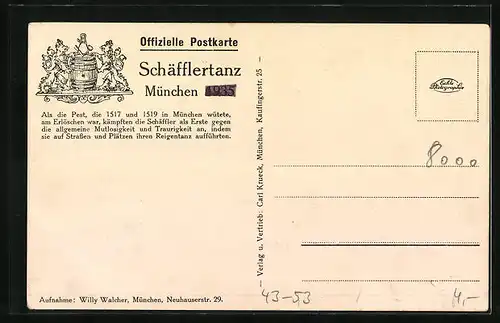 Offizielle Postkarte
Schäfflertanz
München 1935
Als die Pest, die 1517 und 1519 in München wütete,
am Erlöschen war, kämpften die Schäffler als Erste gegen
die allgemeine Mutlosigkeit und Traurigkeit an, indem
sie auf Straßen und Plätzen ihren Reigentanz aufführten.
Aufnahme: Willy Walcher, München, Neuhauserstr. 29.
— Verlag u. Vertrieb: Carl Krueck, München, Kaufingerstr. 25 —
Echte
Photographie
8000
43-53
4,-